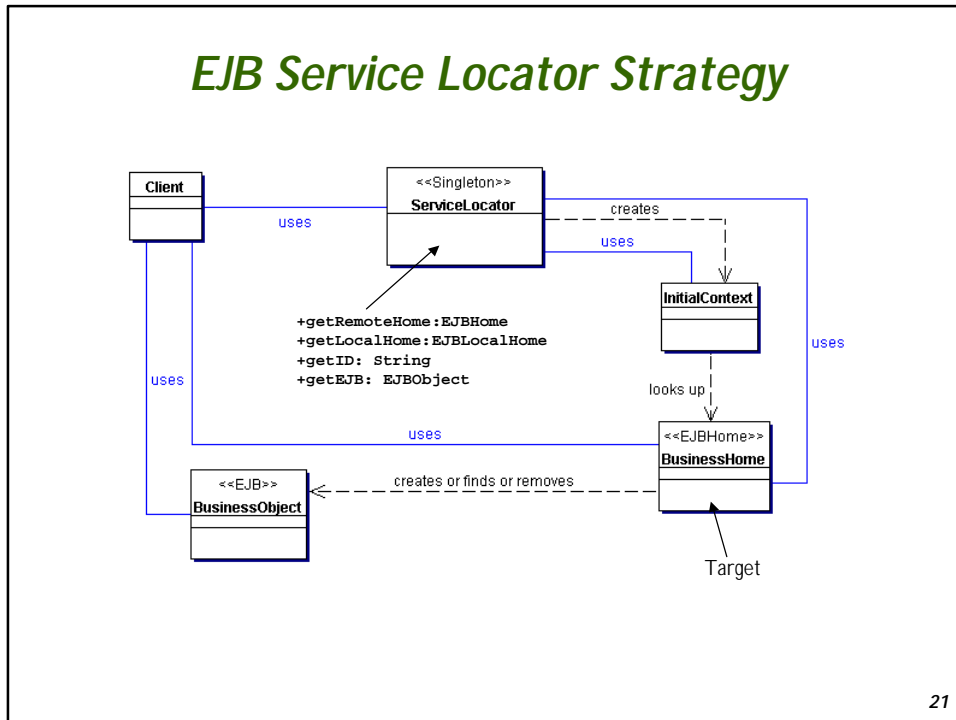 EJB Service Locator Strategy
Client
<<Singleton>>
ServiceLocator
uses
creates
uses
InitialContext
+getRemoteHome:EJBHome
+getLocalHome:EJBLocalHome
+getID: String
+getEJB: EJBObject
uses
uses
looks up
uses
<<EJBHome>>
BusinessHome
<<EJB>>
BusinessObject
creates or finds or removes
Target
21